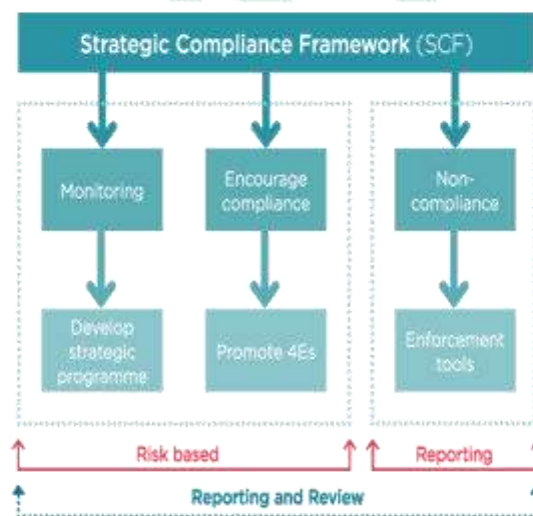 Strategic Compliance Framework (SCF)
Monitoring
Encourage
compliance
Non-
compliance
Develop
strategic
programme
Promote 4Es
Enforcement
tools
Risk based
Reporting
Reporting and Review